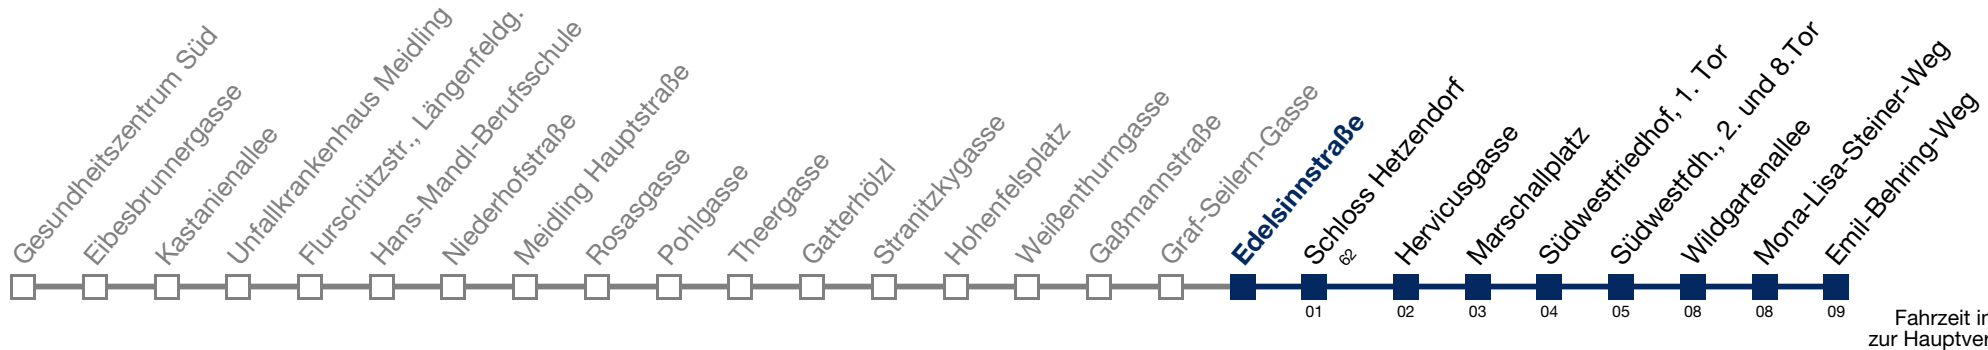 Gesundheitszentrum Süd
Eibesbrunnergasse
Kastanienallee
Unfallkrankenhaus Meidling
Flurschützstr., Längenfeldg.
Hans-Mandl-Berufsschule
Niederhofstraße
Meidling Hauptstraße
Rosasgasse
Pohlgasse
Theergasse
Gatterhölzl
Stranitzkygasse
Hohenfelsplatz
Weißenthurngasse
Gaßmannstraße
Graf-Seilern-Gasse
Edelsinnstraße
Schloss Hetzendorf
62
Hervicusgasse
Marschallplatz
Südwestfriedhof, 1. Tor
Südwestfdh., 2. und 8.Tor
Wildgartenallee
Mona-Lisa-Steiner-Weg
Emil-Behring-Weg
01 02 03 04 05 08 08 09
Fahrzeit in
zur Hauptver